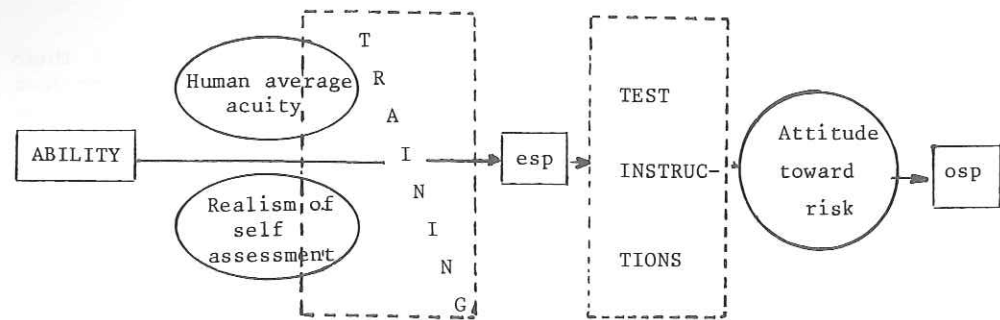 ABILITY
Human average
acuity
Realism of
self
assessment
T
R
A
I
N
I
N
G
esp
TEST
INSTRUC-
TIONS
Attitude
toward
risk
osp